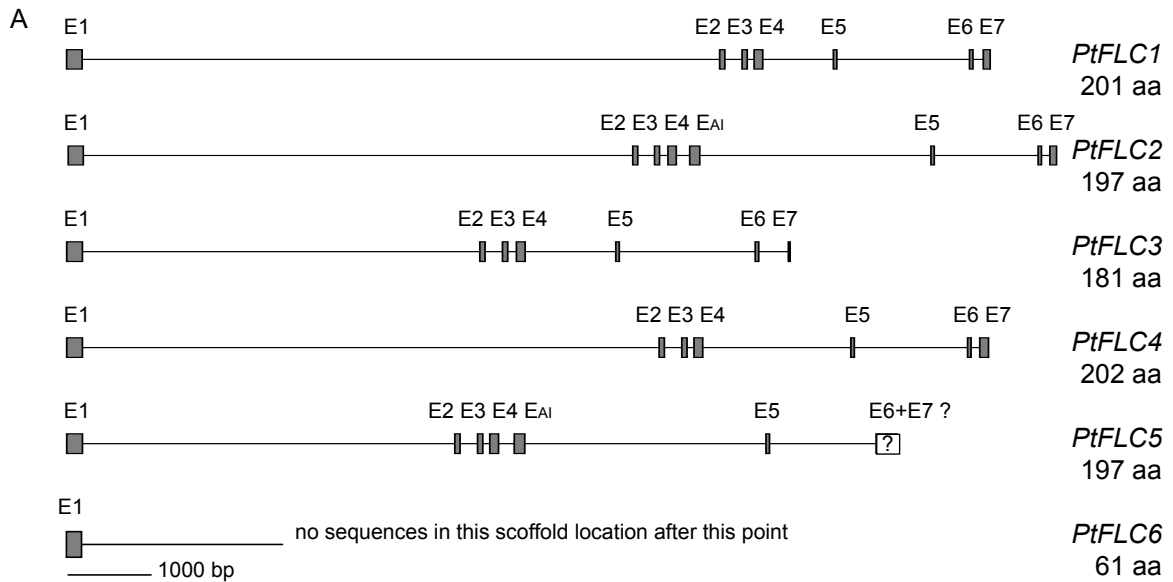 A
E1 E2 E3 E4 E5 E6 E7
PtFLC1
201 aa
E1 E2 E3 E4 EAI E5 E6 E7
PtFLC2
197 aa
E1 E2 E3 E4 E5 E6 E7
PtFLC3
181 aa
E1 E2 E3 E4 E5 E6 E7
PtFLC4
202 aa
E1 E2 E3 E4 EAI E5 E6+E7 ?
?
PtFLC5
197 aa
E1
no sequences in this scoffold location after this point
PtFLC6
61 aa
1000 bp